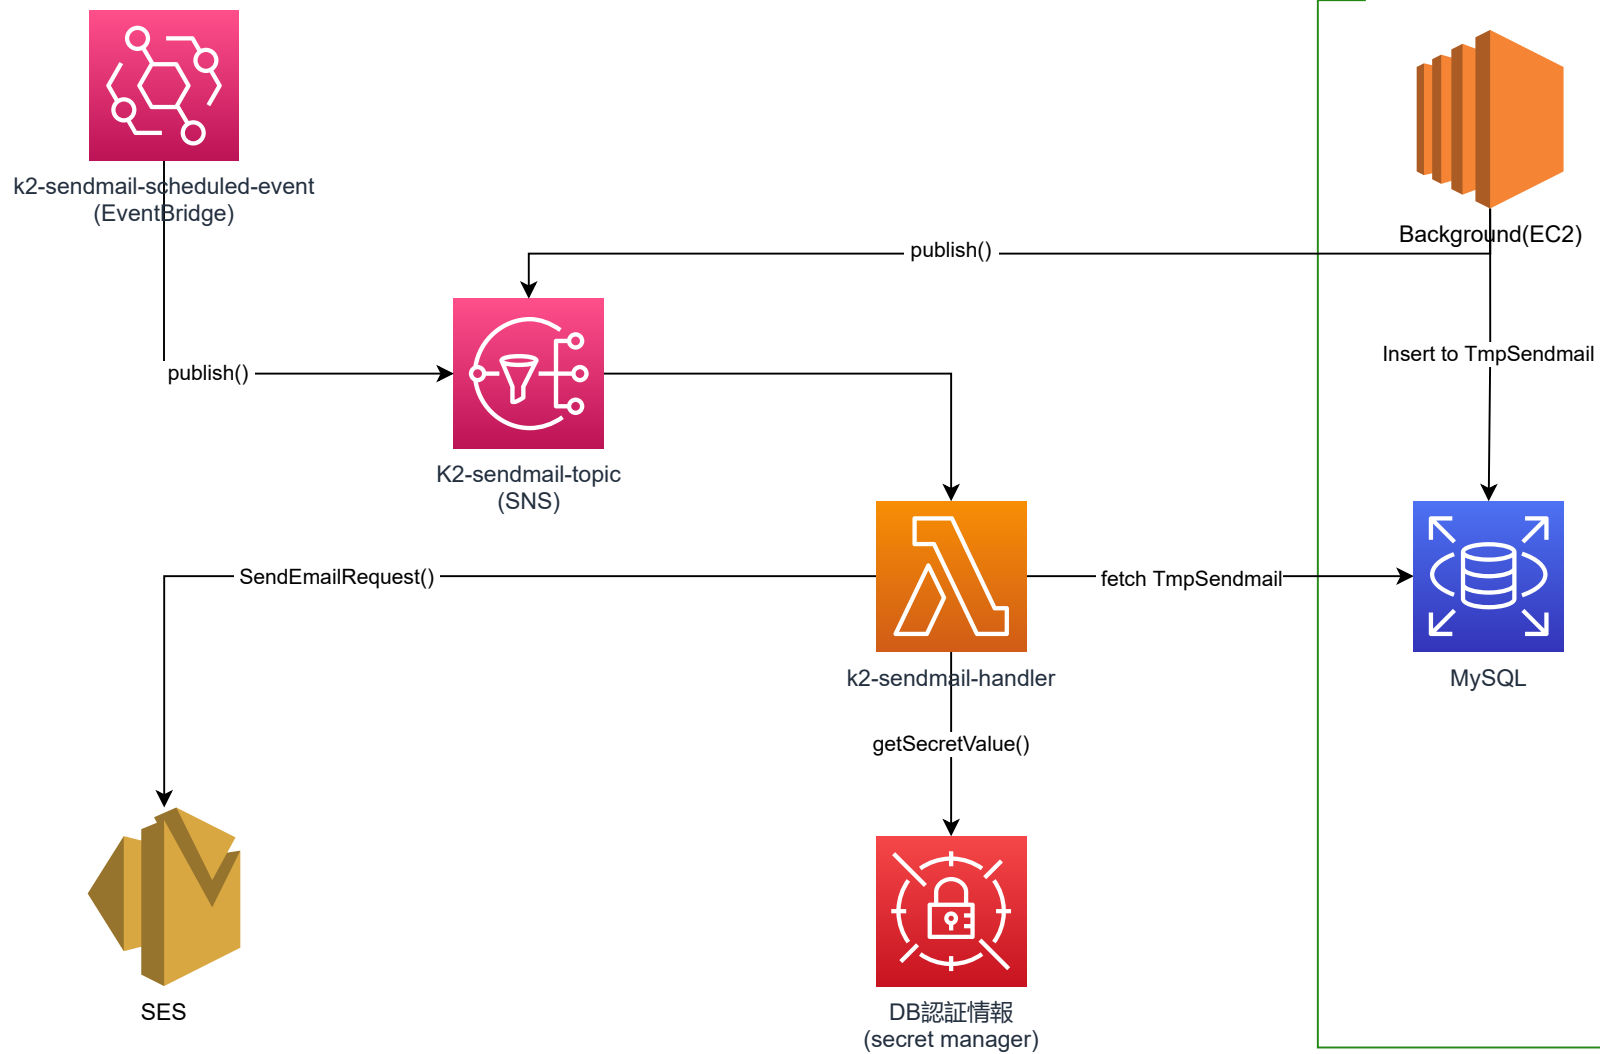 k2-sendmail-scheduled-event
(EventBridge)
Background(EC2)
publish()
Insert to TmpSendmail
publish()
K2-sendmail-topic
(SNS)
SendEmailRequest()
fetch TmpSendmail
k2-sendmail-handler
MySQL
getSecretValue()
SES
DB認証情報
(secret manager)